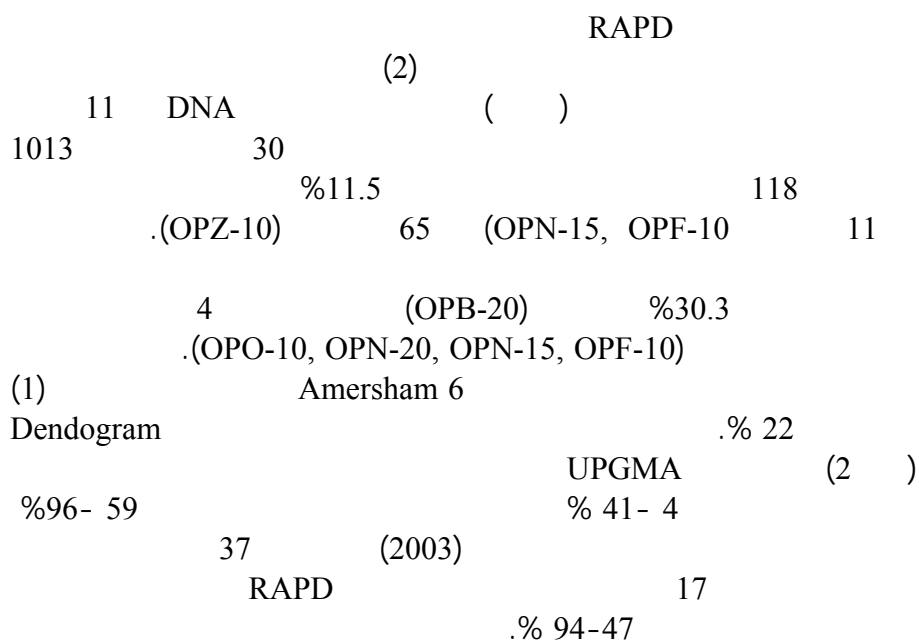 RAPD
(2)
11 DNA ( )
1013 30
%11.5 118
.(OPZ-10) 65 (OPN-15, OPF-10 11
4 (OPB-20) %30.3
.(OPO-10, OPN-20, OPN-15, OPF-10)
(1) Amersham 6
Dendogram .% 22
UPGMA (2 )
%96- 59 % 41- 4
37 (2003)
RAPD 17
.% 94-47